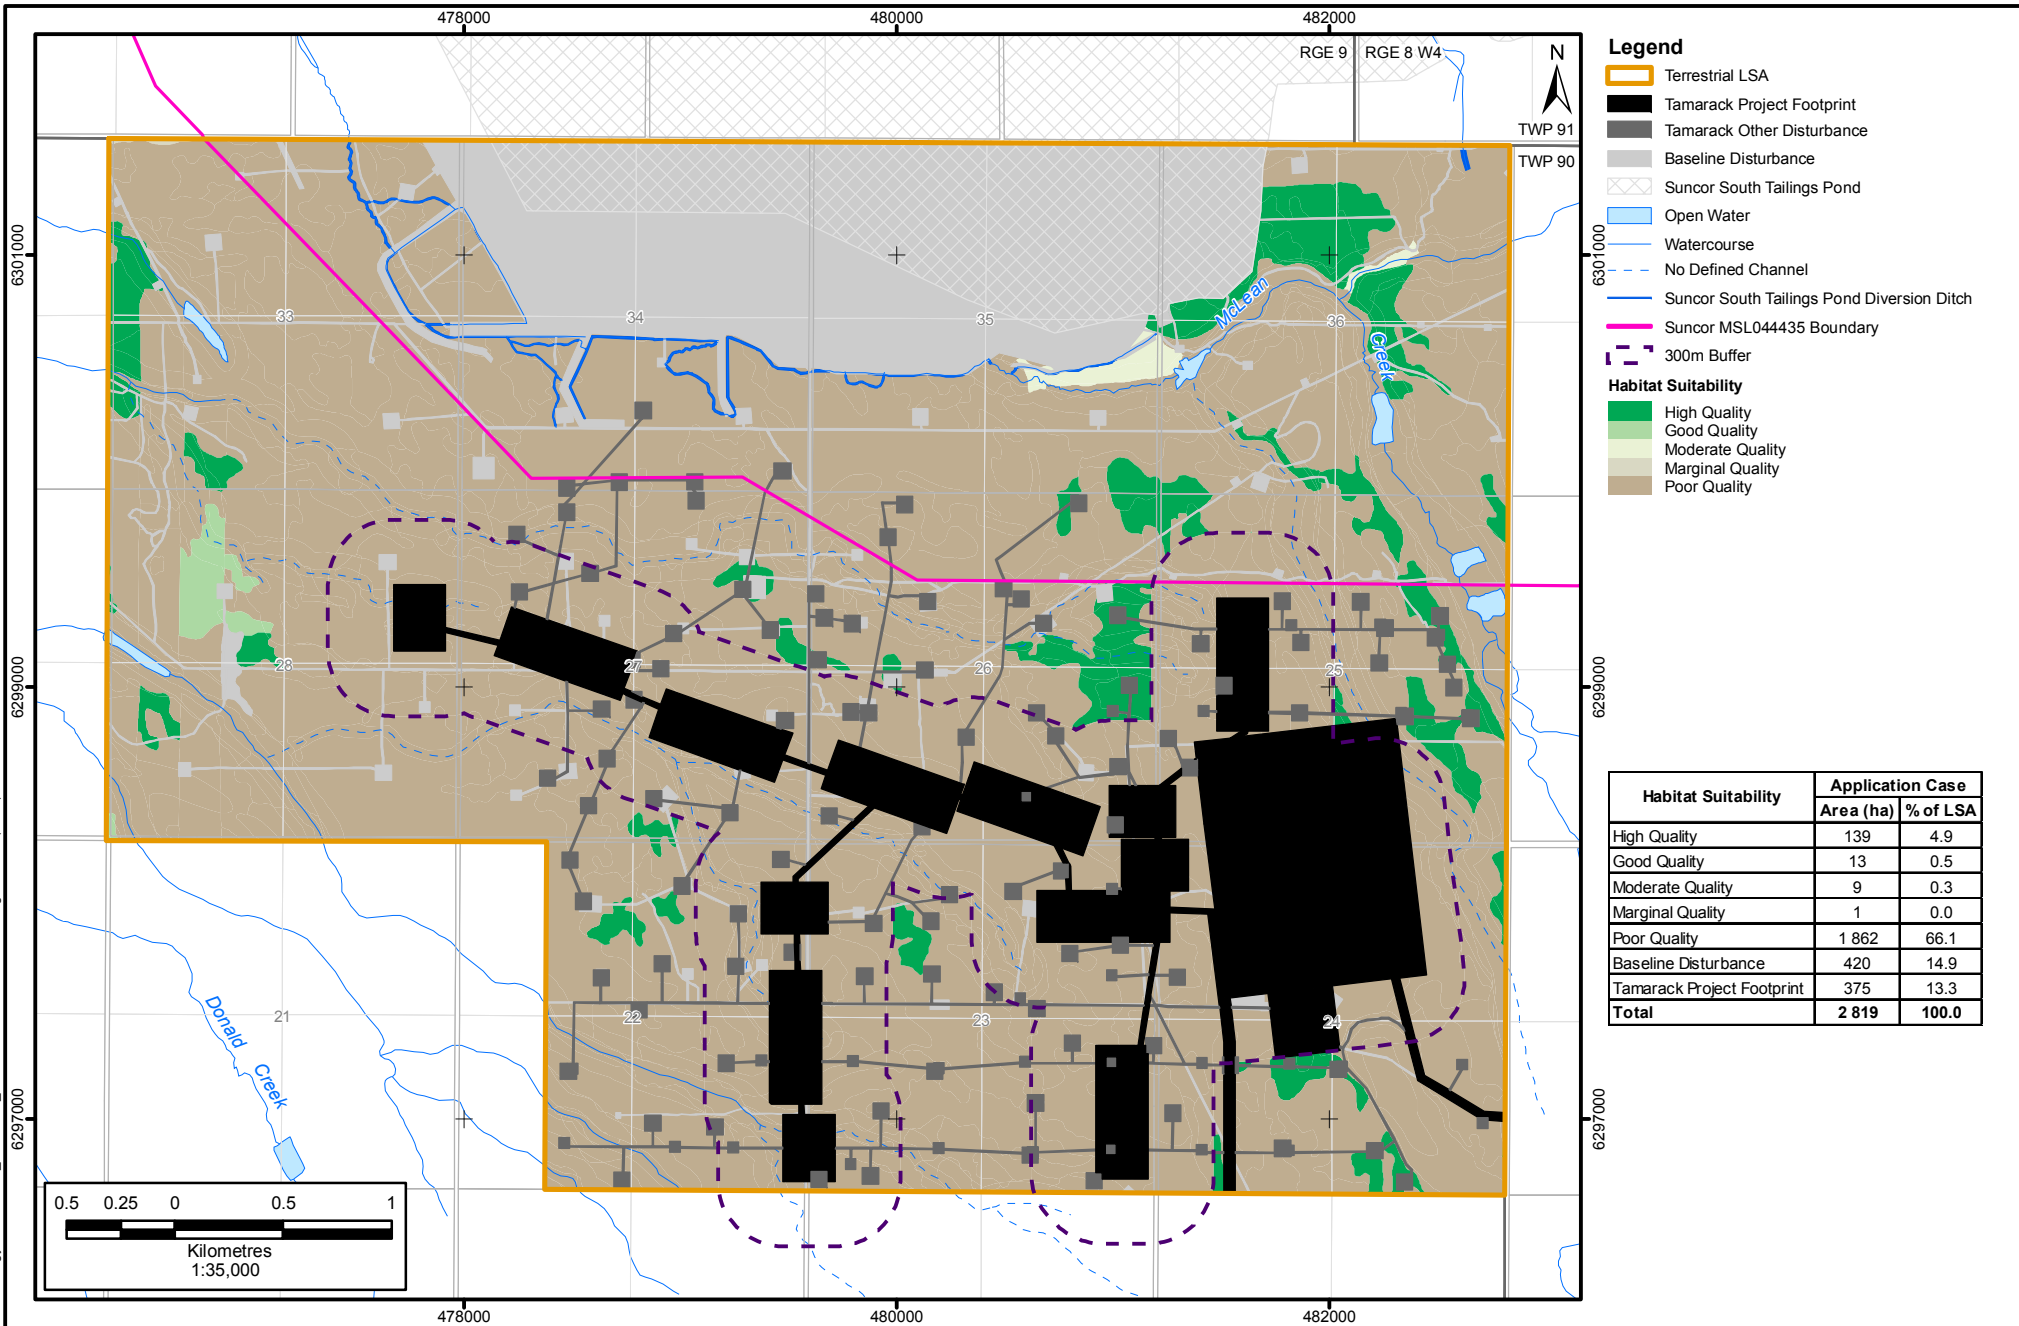 478000
480000
482000
RGE 9
RGE 8 W4
N
TWP 91
TWP 90
6301000
6301000
6299000
6299000
6297000
6297000
33
34
35
36
McLean
Creek
28
27
26
25
21
22
23
24
Donald
Creek
0.5 0.25 0 0.5 1
Kilometres
1:35,000
478000
480000
482000
Legend
Terrestrial LSA
Tamarack Project Footprint
Tamarack Other Disturbance
Baseline Disturbance
Suncor South Tailings Pond
Open Water
Watercourse
No Defined Channel
Suncor South Tailings Pond Diversion Ditch
Suncor MSL044435 Boundary
300m Buffer
Habitat Suitability
High Quality
Good Quality
Moderate Quality
Marginal Quality
Poor Quality
Habitat Suitability Application Case
Area (ha) % of LSA
High Quality 139 4.9
Good Quality 13 0.5
Moderate Quality 9 0.3
Marginal Quality 1 0.0
Poor Quality 1 862 66.1
Baseline Disturbance 420 14.9
Tamarack Project Footprint 375 13.3
Total 2 819 100.0